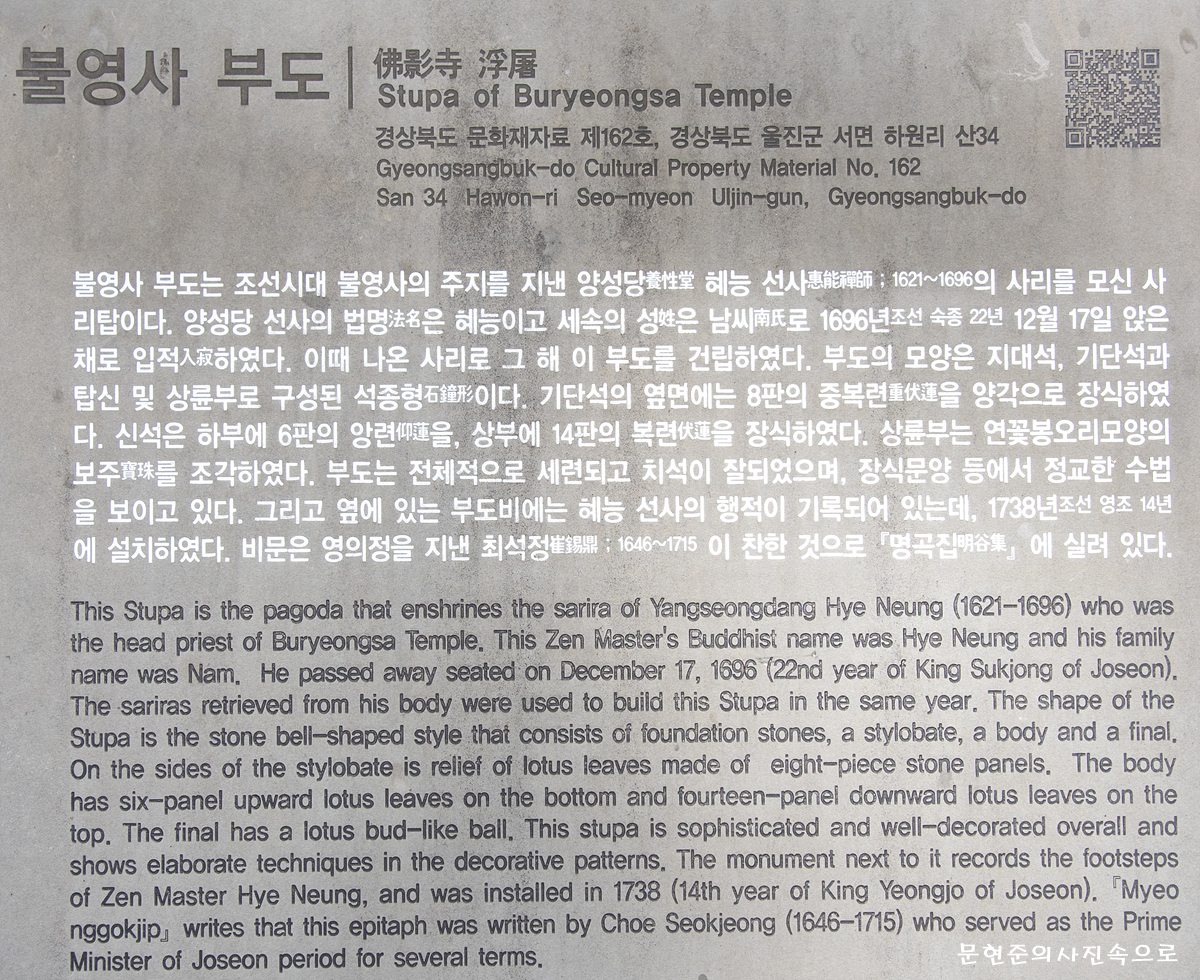 불영사 부도
佛影寺 浮屠
Stupa of Buryeongsa Temple
경상북도 문화재자료 제162호, 경상북도 울진군 서면 하원리 산34
Gyeongsangbuk-do Cultural Property Material No. 162
San 34 Hawon-ri Seo-myeon Uljin-gun, Gyeongsangbuk-do
불영사 부도는 조선시대 불영사의 주지를 지낸 양성당養性堂 혜능 선사惠能禪師 ; 1621~1696의 사리를 모신 사
리탑이다. 양성당 선사의 법명法名은 혜능이고 세속의 성姓은 남씨南氏로 1696년조선 숙종 22년 12월 17일 앉은
채로 입적入寂하였다. 이때 나온 사리로 그 해 이 부도를 건립하였다. 부도의 모양은 지대석, 기단석과
탑신 및 상륜부로 구성된 석종형石鐘形이다. 기단석의 옆면에는 8판의 중복련重伏蓮을 양각으로 장식하였
다. 신석은 하부에 6판의 앙련仰蓮을, 상부에 14판의 복련伏蓮을 장식하였다. 상륜부는 연꽃봉오리모양의
보주寶珠를 조각하였다. 부도는 전체적으로 세련되고 치석이 잘되었으며, 장식문양 등에서 정교한 수법
을 보이고 있다. 그리고 옆에 있는 부도비에는 혜능 선사의 행적이 기록되어 있는데, 1738년조선 영조 14년
에 설치하였다. 비문은 영의정을 지낸 최석정崔錫鼎 ; 1646~1715 이 찬한 것으로 『명곡집明谷集』에 실려 있다.
This Stupa is the pagoda that enshrines the sarira of Yangseongdang Hye Neung (1621-1696) who was
the head priest of Buryeongsa Temple. This Zen Master's Buddhist name was Hye Neung and his family
name was Nam. He passed away seated on December 17, 1696 (22nd year of King Sukjong of Joseon).
The sariras retrieved from his body were used to build this Stupa in the same year. The shape of the
Stupa is the stone bell-shaped style that consists of foundation stones, a stylobate, a body and a final.
On the sides of the stylobate is relief of lotus leaves made of eight-piece stone panels. The body
has six-panel upward lotus leaves on the bottom and fourteen-panel downward lotus leaves on the
top. The final has a lotus bud-like ball. This stupa is sophisticated and well-decorated overall and
shows elaborate techniques in the decorative patterns. The monument next to it records the footsteps
of Zen Master Hye Neung, and was installed in 1738 (14th year of King Yeongjo of Joseon). 『Myeo
nggokjip』 writes that this epitaph was written by Choe Seokjeong (1646-1715) who served as the Prime
Minister of Joseon period for several terms.
문현준의사진속으로